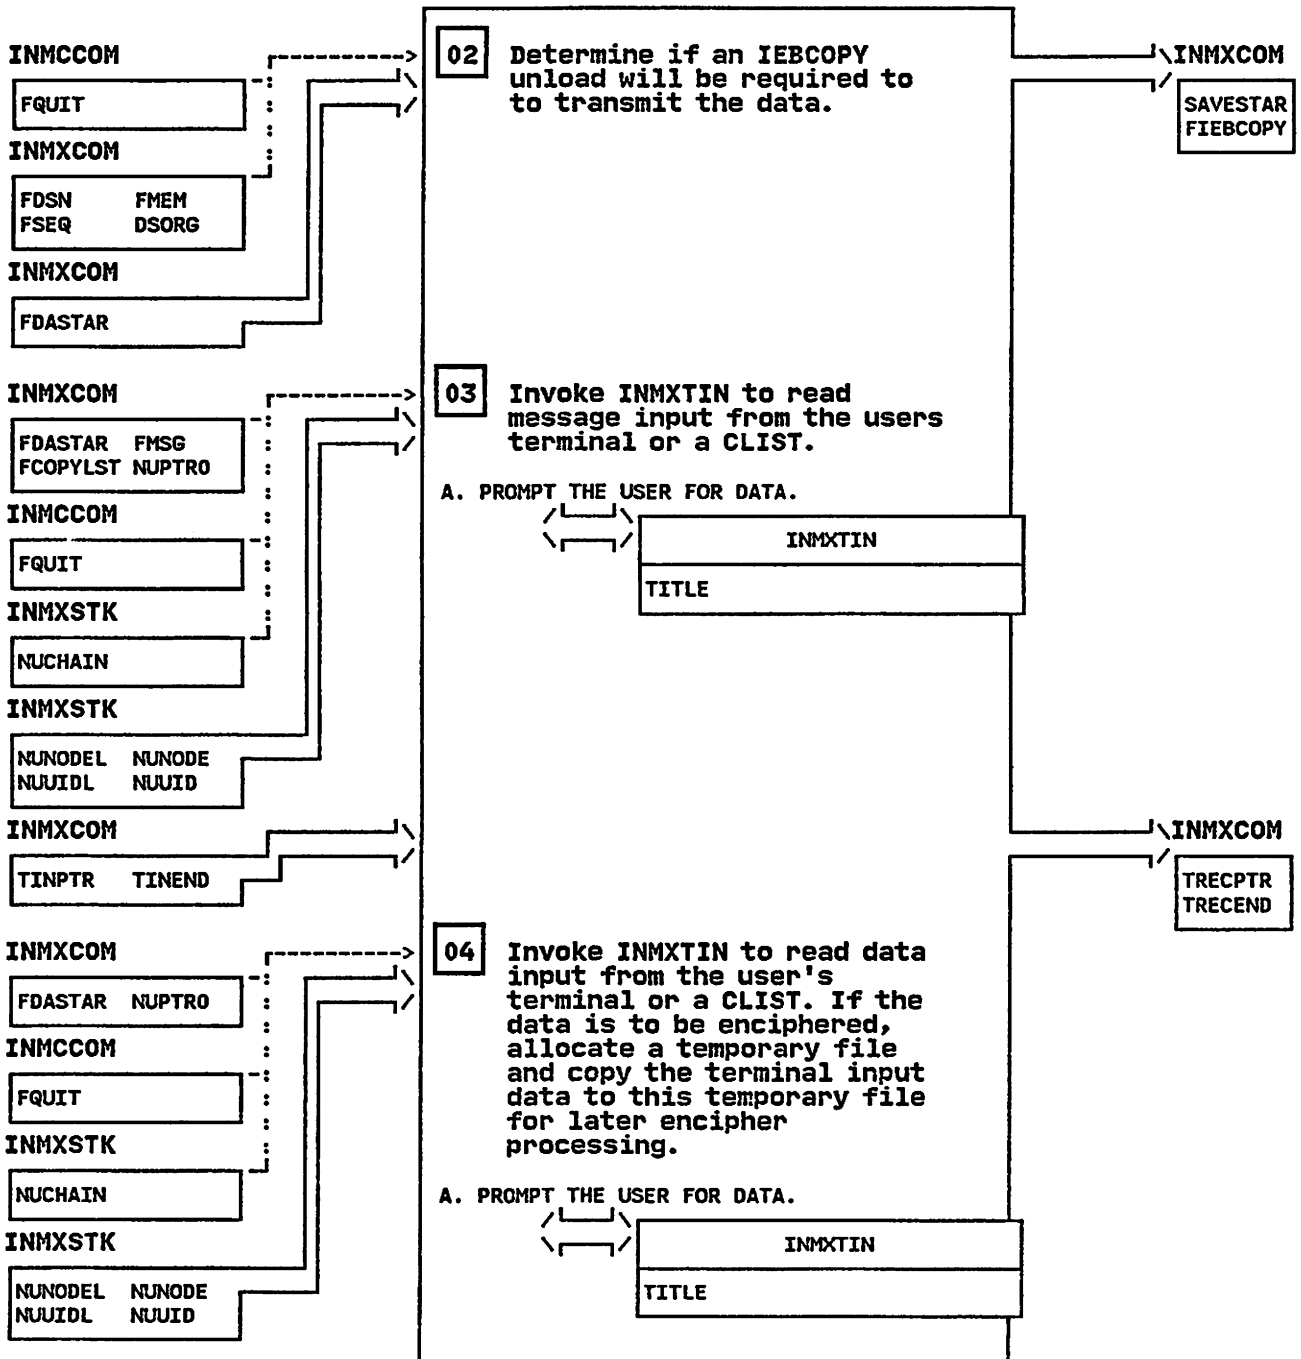 INMCCOM
FQUIT
INMXCOM
FDSN FMEM
FSEQ DSORG
INMXCOM
FDASTAR
02 Determine if an IEBCOPY
unload will be required to
to transmit the data.
INMXCOM
SAVESTAR
FIEBCOPY
INMXCOM
FDASTAR FMSG
FCOPYLST NUPTRO
INMCCOM
FQUIT
INMXSTK
NUCHAIN
INMXSTK
NUNODEL NUNODE
NUUIDL NUUID
INMXCOM
TINPTR TINEND
03 Invoke INMXTIN to read
message input from the users
terminal or a CLIST.
A. PROMPT THE USER FOR DATA.
INMXTIN
TITLE
INMXCOM
TRECPTR
TRECEND
INMXCOM
FDASTAR NUPTRO
INMCCOM
FQUIT
INMXSTK
NUCHAIN
INMXSTK
NUNODEL NUNODE
NUUIDL NUUID
04 Invoke INMXTIN to read data
input from the user's
terminal or a CLIST. If the
data is to be enciphered,
allocate a temporary file
and copy the terminal input
data to this temporary file
for later encipher
processing.
A. PROMPT THE USER FOR DATA.
INMXTIN
TITLE